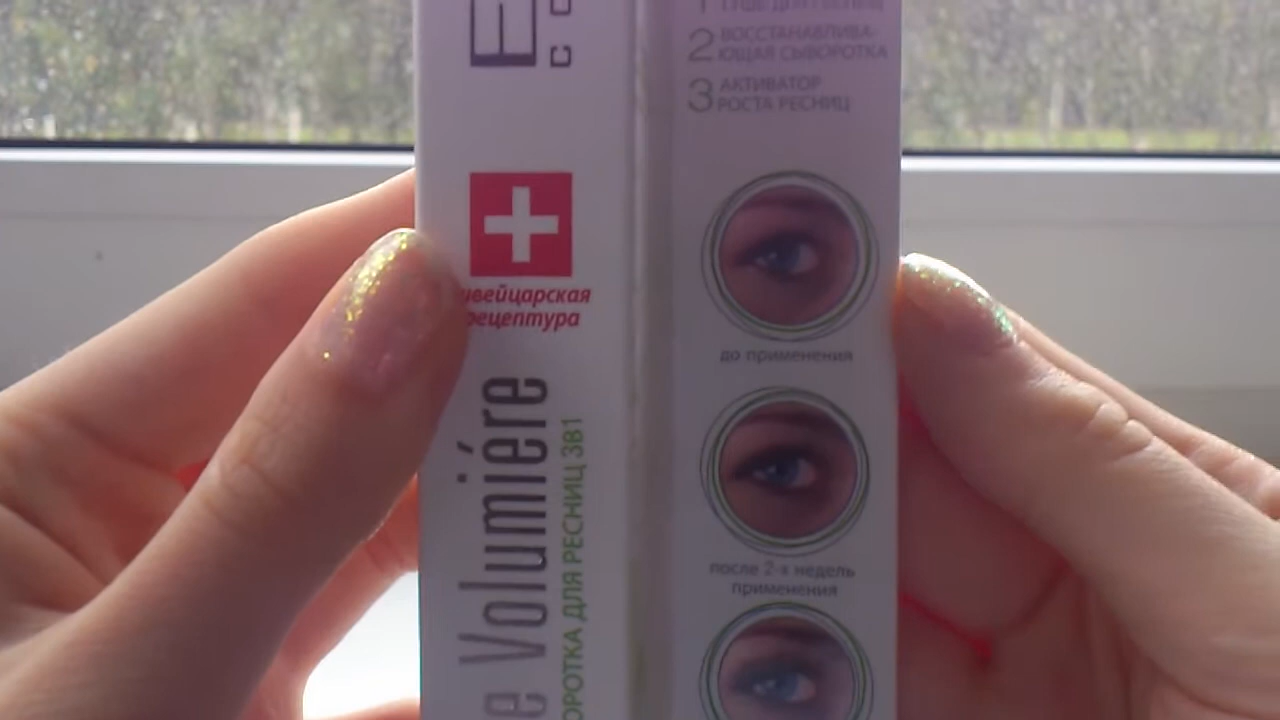 E
C
швейцарская
рецептура
e Volumiére
ОРОТКА ДЛЯ РЕСНИЦ 3В1
1
2 ВОССТАНАВЛИВА-
ЮЩАЯ СЫВОРОТКА
3 АКТИВАТОР
РОСТА РЕСНИЦ
до применения
после 2-х недель
применения